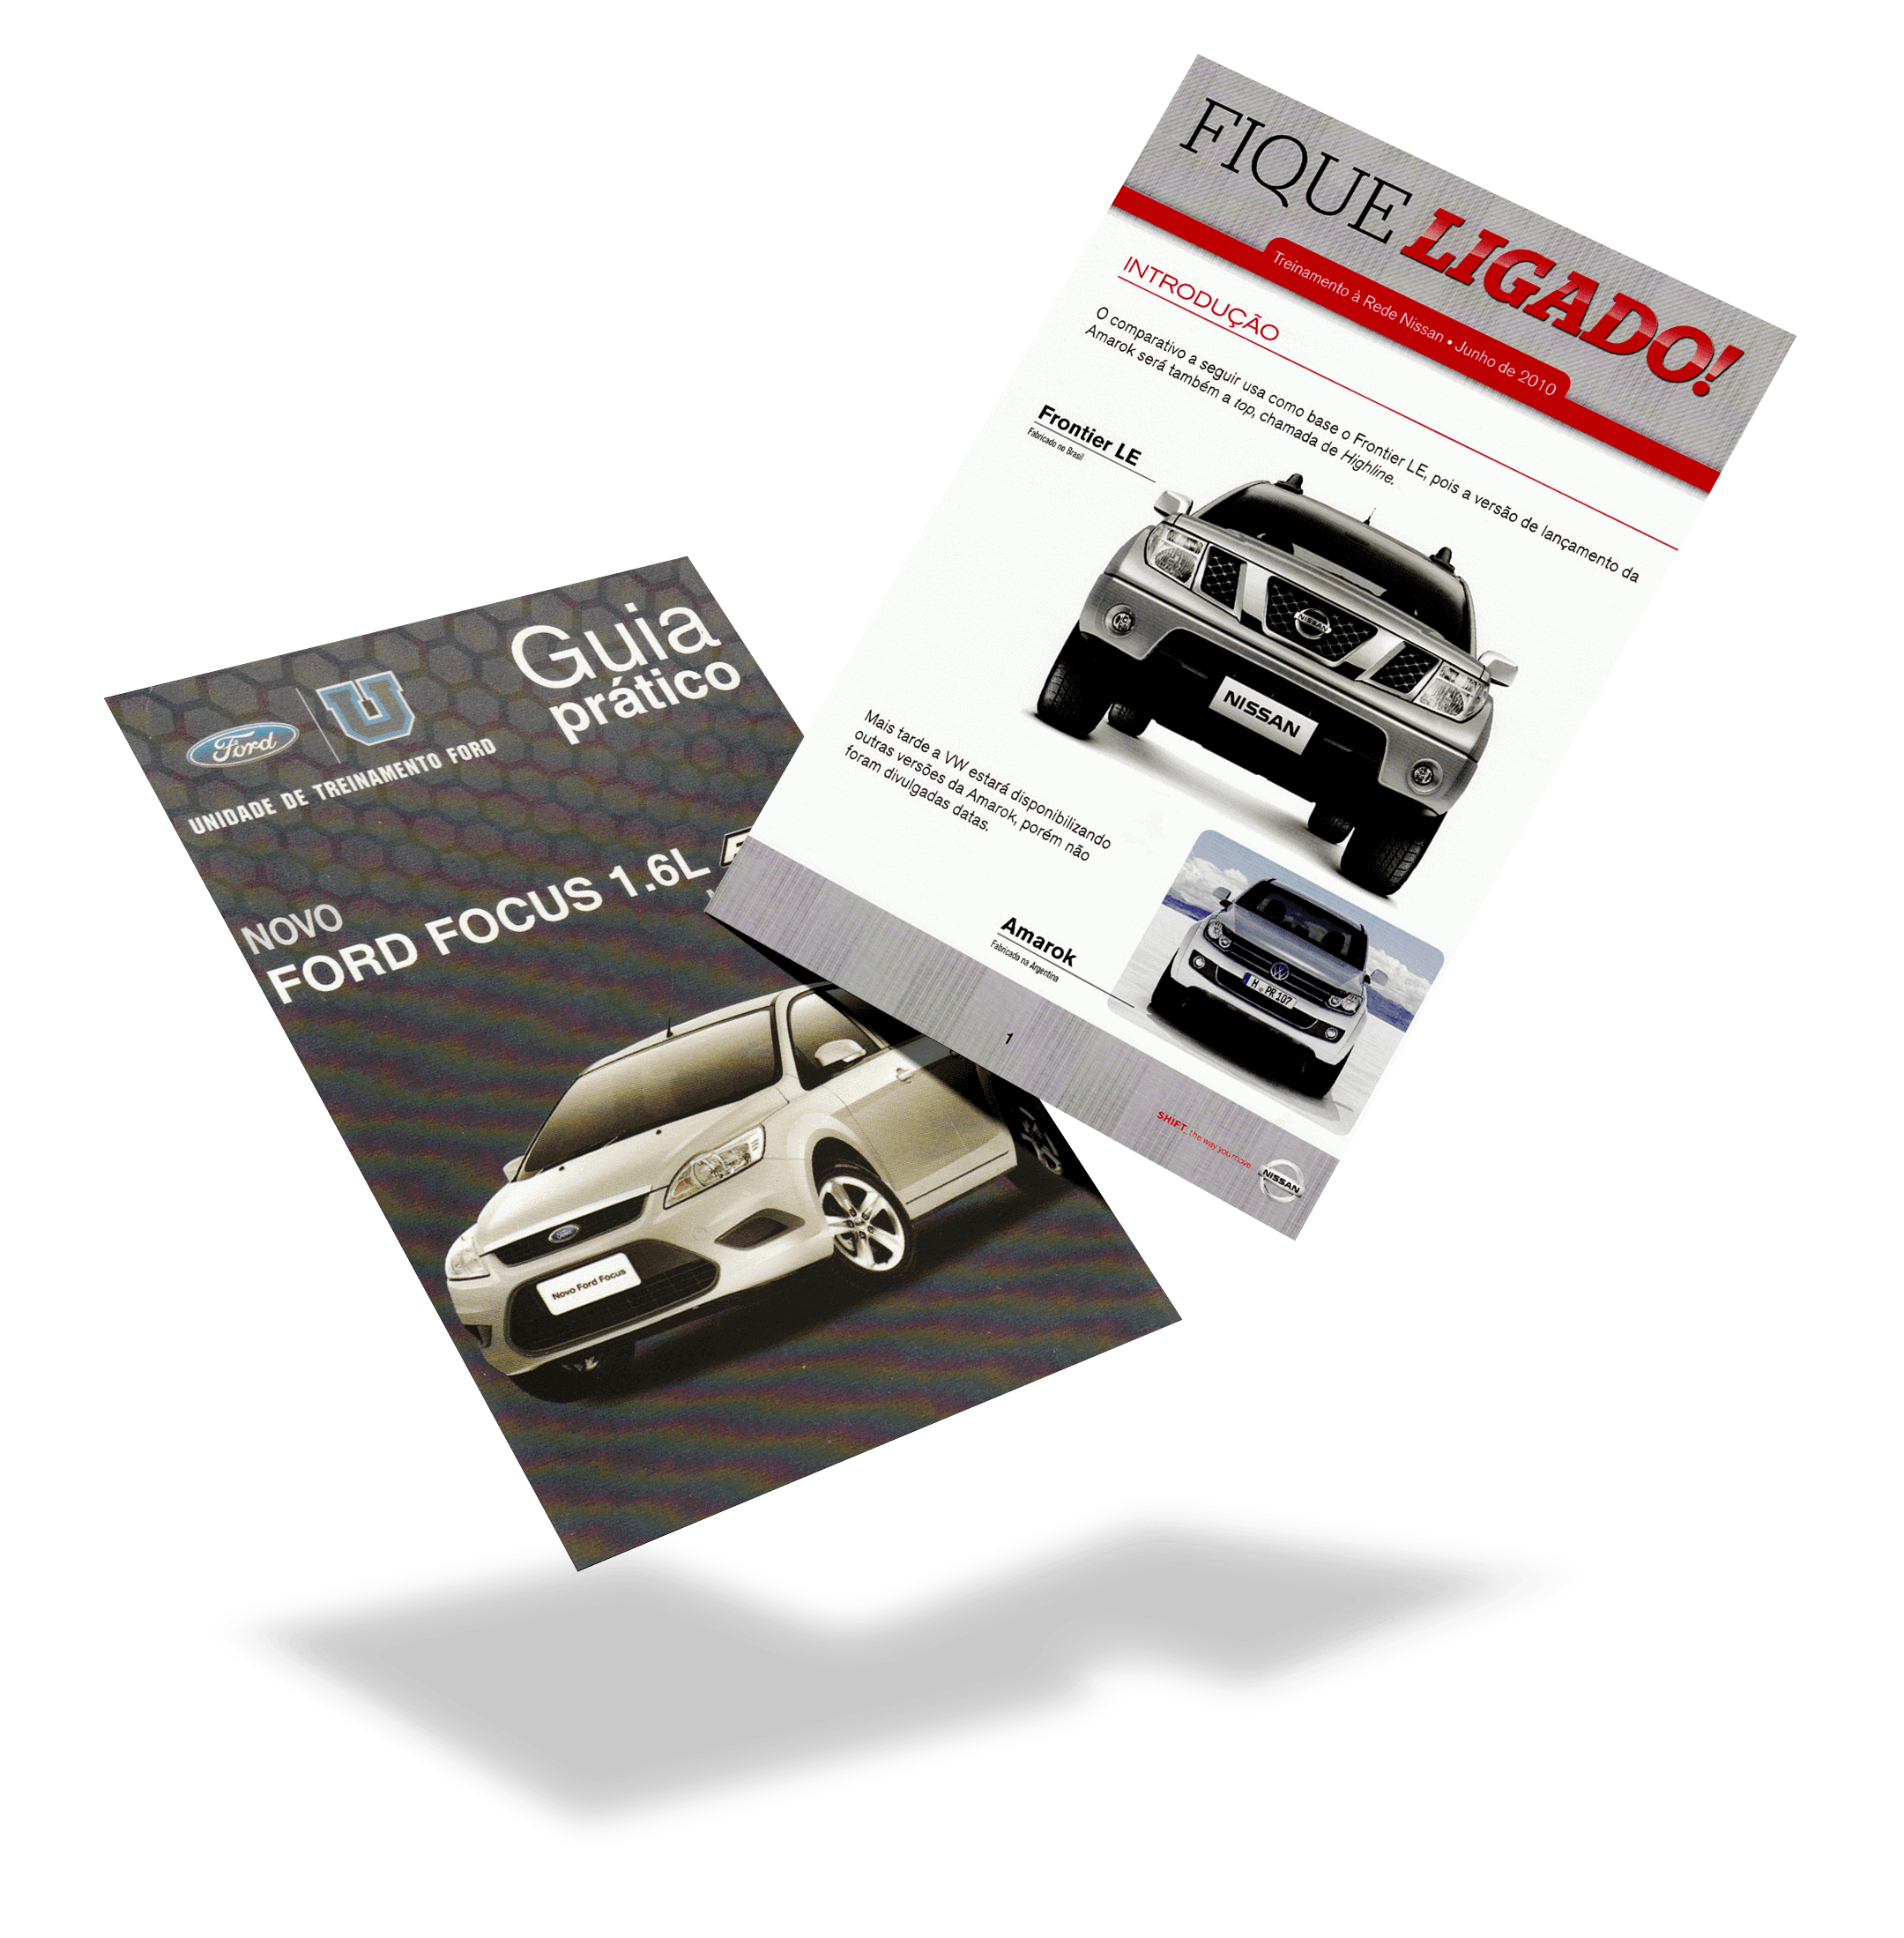 FIQUE LIGADO!
Treinamento à Rede Nissan • Junho de 2010
INTRODUÇÃO
O comparativo a seguir usa como base o Frontier LE, pois a versão de lançamento da
Amarok será também a top, chamada de Highline.
Frontier LE
Fabricado no Brasil
NISSAN
NISSAN
Mais tarde a VW estará disponibilizando
outras versões da Amarok, porém não
foram divulgadas datas.
Amarok
Fabricada na Argentina
H PR 107
1
SHIFT_the way you move
NISSAN
Guia
prático
Ford
U
UNIDADE DE TREINAMENTO FORD
NOVO
FORD FOCUS 1.6L
Ford
Novo Ford Focus